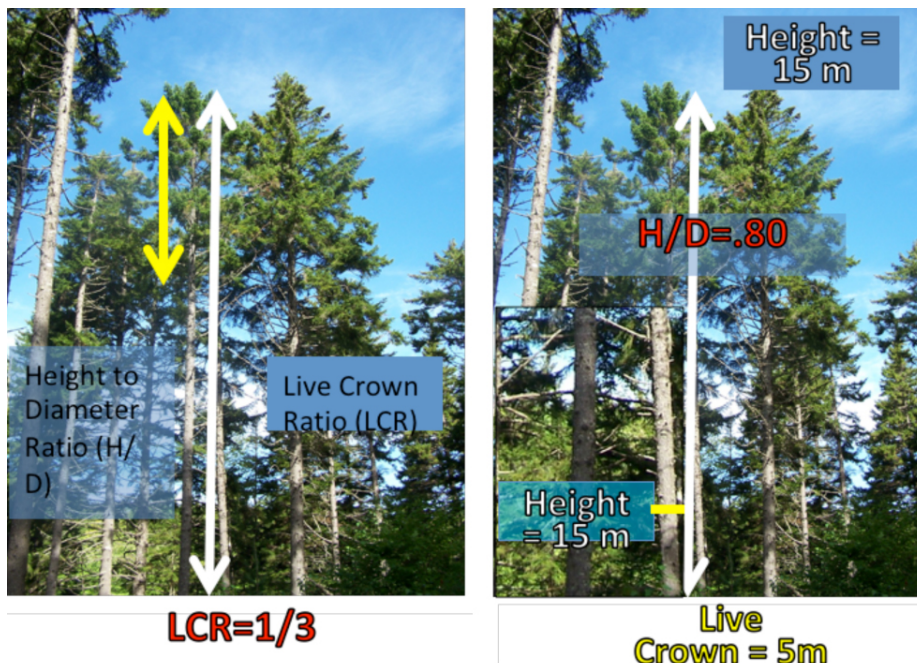 Height to
Diameter
Ratio (H/
D)
Live Crown
Ratio (LCR)
LCR=1/3
Height =
15 m
H/D=.80
Height
= 15 m
Live
Crown = 5m